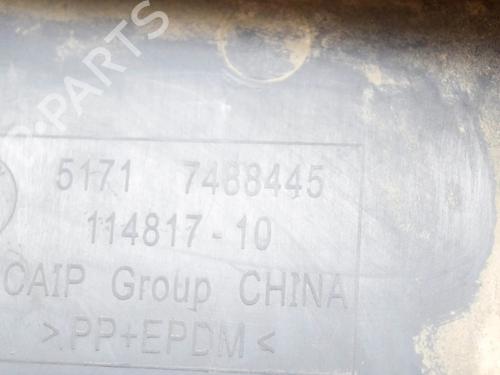 B-PARTS
5171 7488445
114817-10
CAIP Group CHINA
>PP+EPDM<